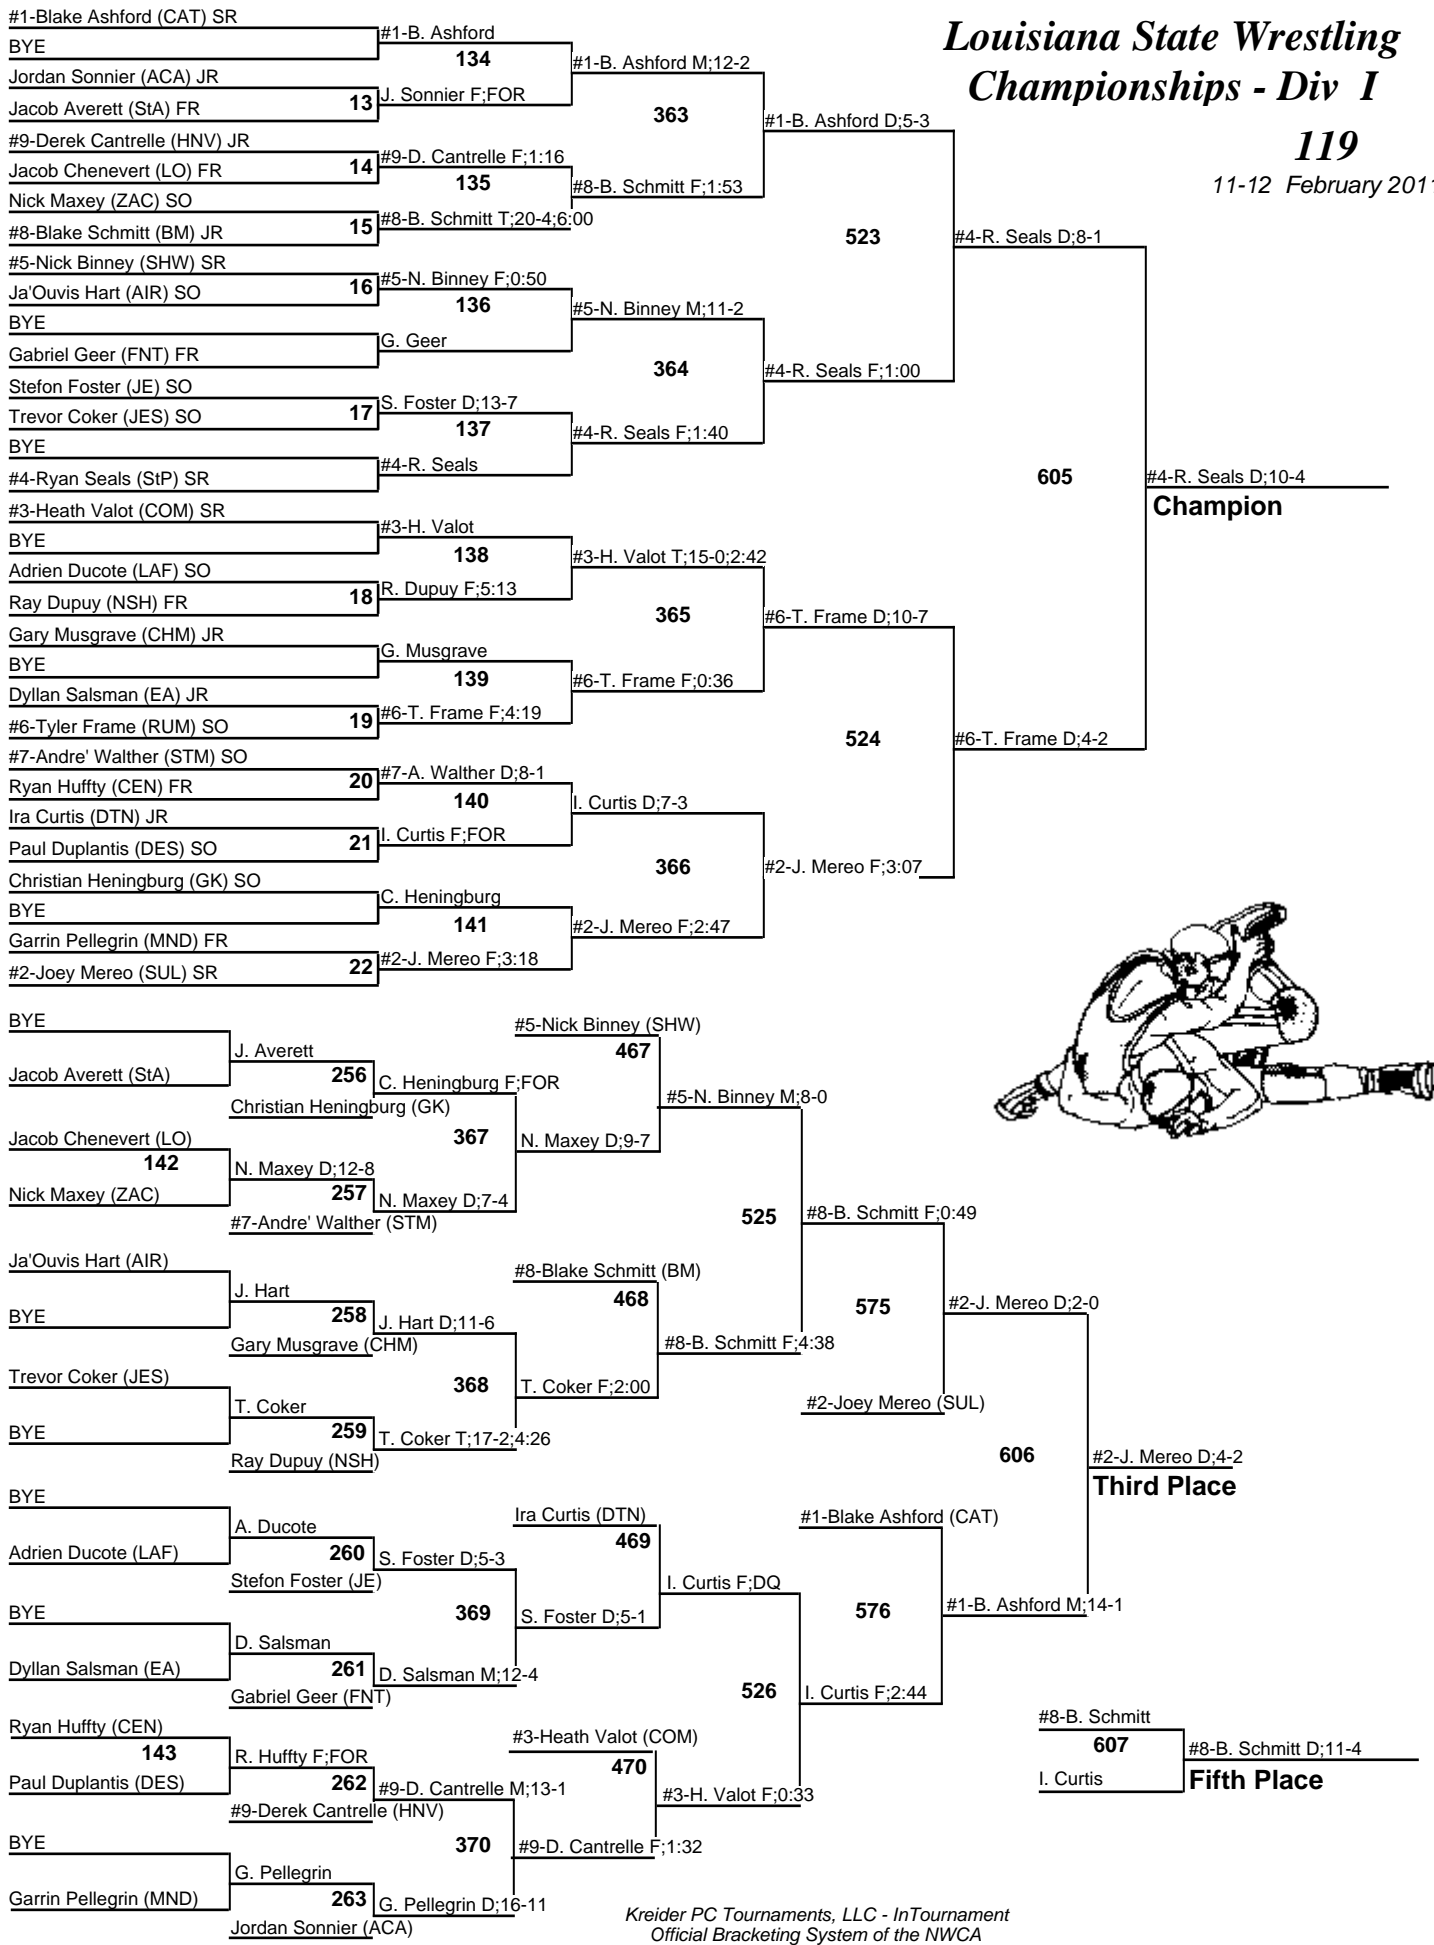 Louisiana State Wrestling
Championships - Div I
119
11-12 February 201
#1-Blake Ashford (CAT) SR
BYE
Jordan Sonnier (ACA) JR
Jacob Averett (StA) FR
#9-Derek Cantrelle (HNV) JR
Jacob Chenevert (LO) FR
Nick Maxey (ZAC) SO
#8-Blake Schmitt (BM) JR
#5-Nick Binney (SHW) SR
Ja'Ouvis Hart (AIR) SO
BYE
Gabriel Geer (FNT) FR
Stefon Foster (JE) SO
Trevor Coker (JES) SO
BYE
#4-Ryan Seals (StP) SR
#3-Heath Valot (COM) SR
BYE
Adrien Ducote (LAF) SO
Ray Dupuy (NSH) FR
Gary Musgrave (CHM) JR
BYE
Dyllan Salsman (EA) JR
#6-Tyler Frame (RUM) SO
#7-Andre' Walther (STM) SO
Ryan Huffty (CEN) FR
Ira Curtis (DTN) JR
Paul Duplantis (DES) SO
Christian Heningburg (GK) SO
BYE
Garrin Pellegrin (MND) FR
#2-Joey Mereo (SUL) SR
13
14
15
16
17
18
19
20
21
22
#1-B. Ashford
134
J. Sonnier F;FOR
#9-D. Cantrelle F;1:16
135
#8-B. Schmitt T;20-4;6:00
#5-N. Binney F;0:50
136
G. Geer
S. Foster D;13-7
137
#4-R. Seals
#3-H. Valot
138
R. Dupuy F;5:13
G. Musgrave
139
#6-T. Frame F;4:19
#7-A. Walther D;8-1
140
I. Curtis F;FOR
C. Heningburg
141
#2-J. Mereo F;3:18
#1-B. Ashford M;12-2
363
#8-B. Schmitt F;1:53
#5-N. Binney M;11-2
364
#4-R. Seals F;1:40
#3-H. Valot T;15-0;2:42
365
#6-T. Frame F;0:36
I. Curtis D;7-3
366
#2-J. Mereo F;2:47
#1-B. Ashford D;5-3
523
#4-R. Seals F;1:00
#6-T. Frame D;10-7
524
#2-J. Mereo F;3:07
#4-R. Seals D;8-1
605
#6-T. Frame D;4-2
#4-R. Seals D;10-4
Champion
BYE
Jacob Averett (StA)
Jacob Chenevert (LO)
142
Nick Maxey (ZAC)
Ja'Ouvis Hart (AIR)
BYE
Trevor Coker (JES)
BYE
BYE
Adrien Ducote (LAF)
BYE
Dyllan Salsman (EA)
Ryan Huffty (CEN)
143
Paul Duplantis (DES)
BYE
Garrin Pellegrin (MND)
J. Averett
256
Christian Heningburg (GK)
N. Maxey D;12-8
257
#7-Andre' Walther (STM)
J. Hart
258
Gary Musgrave (CHM)
T. Coker
259
Ray Dupuy (NSH)
A. Ducote
260
Stefon Foster (JE)
D. Salsman
261
Gabriel Geer (FNT)
R. Huffty F;FOR
262
#9-Derek Cantrelle (HNV)
G. Pellegrin
263
Jordan Sonnier (ACA)
C. Heningburg F;FOR
367
N. Maxey D;7-4
J. Hart D;11-6
368
T. Coker T;17-2;4:26
S. Foster D;5-3
369
D. Salsman M;12-4
#9-D. Cantrelle M;13-1
370
G. Pellegrin D;16-11
#5-Nick Binney (SHW)
467
N. Maxey D;9-7
#8-Blake Schmitt (BM)
468
T. Coker F;2:00
Ira Curtis (DTN)
469
S. Foster D;5-1
#3-Heath Valot (COM)
470
#9-D. Cantrelle F;1:32
#5-N. Binney M;8-0
525
#8-B. Schmitt F;4:38
I. Curtis F;DQ
526
#3-H. Valot F;0:33
#8-B. Schmitt F;0:49
575
#2-Joey Mereo (SUL)
#1-Blake Ashford (CAT)
576
I. Curtis F;2:44
#2-J. Mereo D;2-0
606
#1-B. Ashford M;14-1
#2-J. Mereo D;4-2
Third Place
#8-B. Schmitt
607
I. Curtis
#8-B. Schmitt D;11-4
Fifth Place
Kreider PC Tournaments, LLC - InTournament
Official Bracketing System of the NWCA